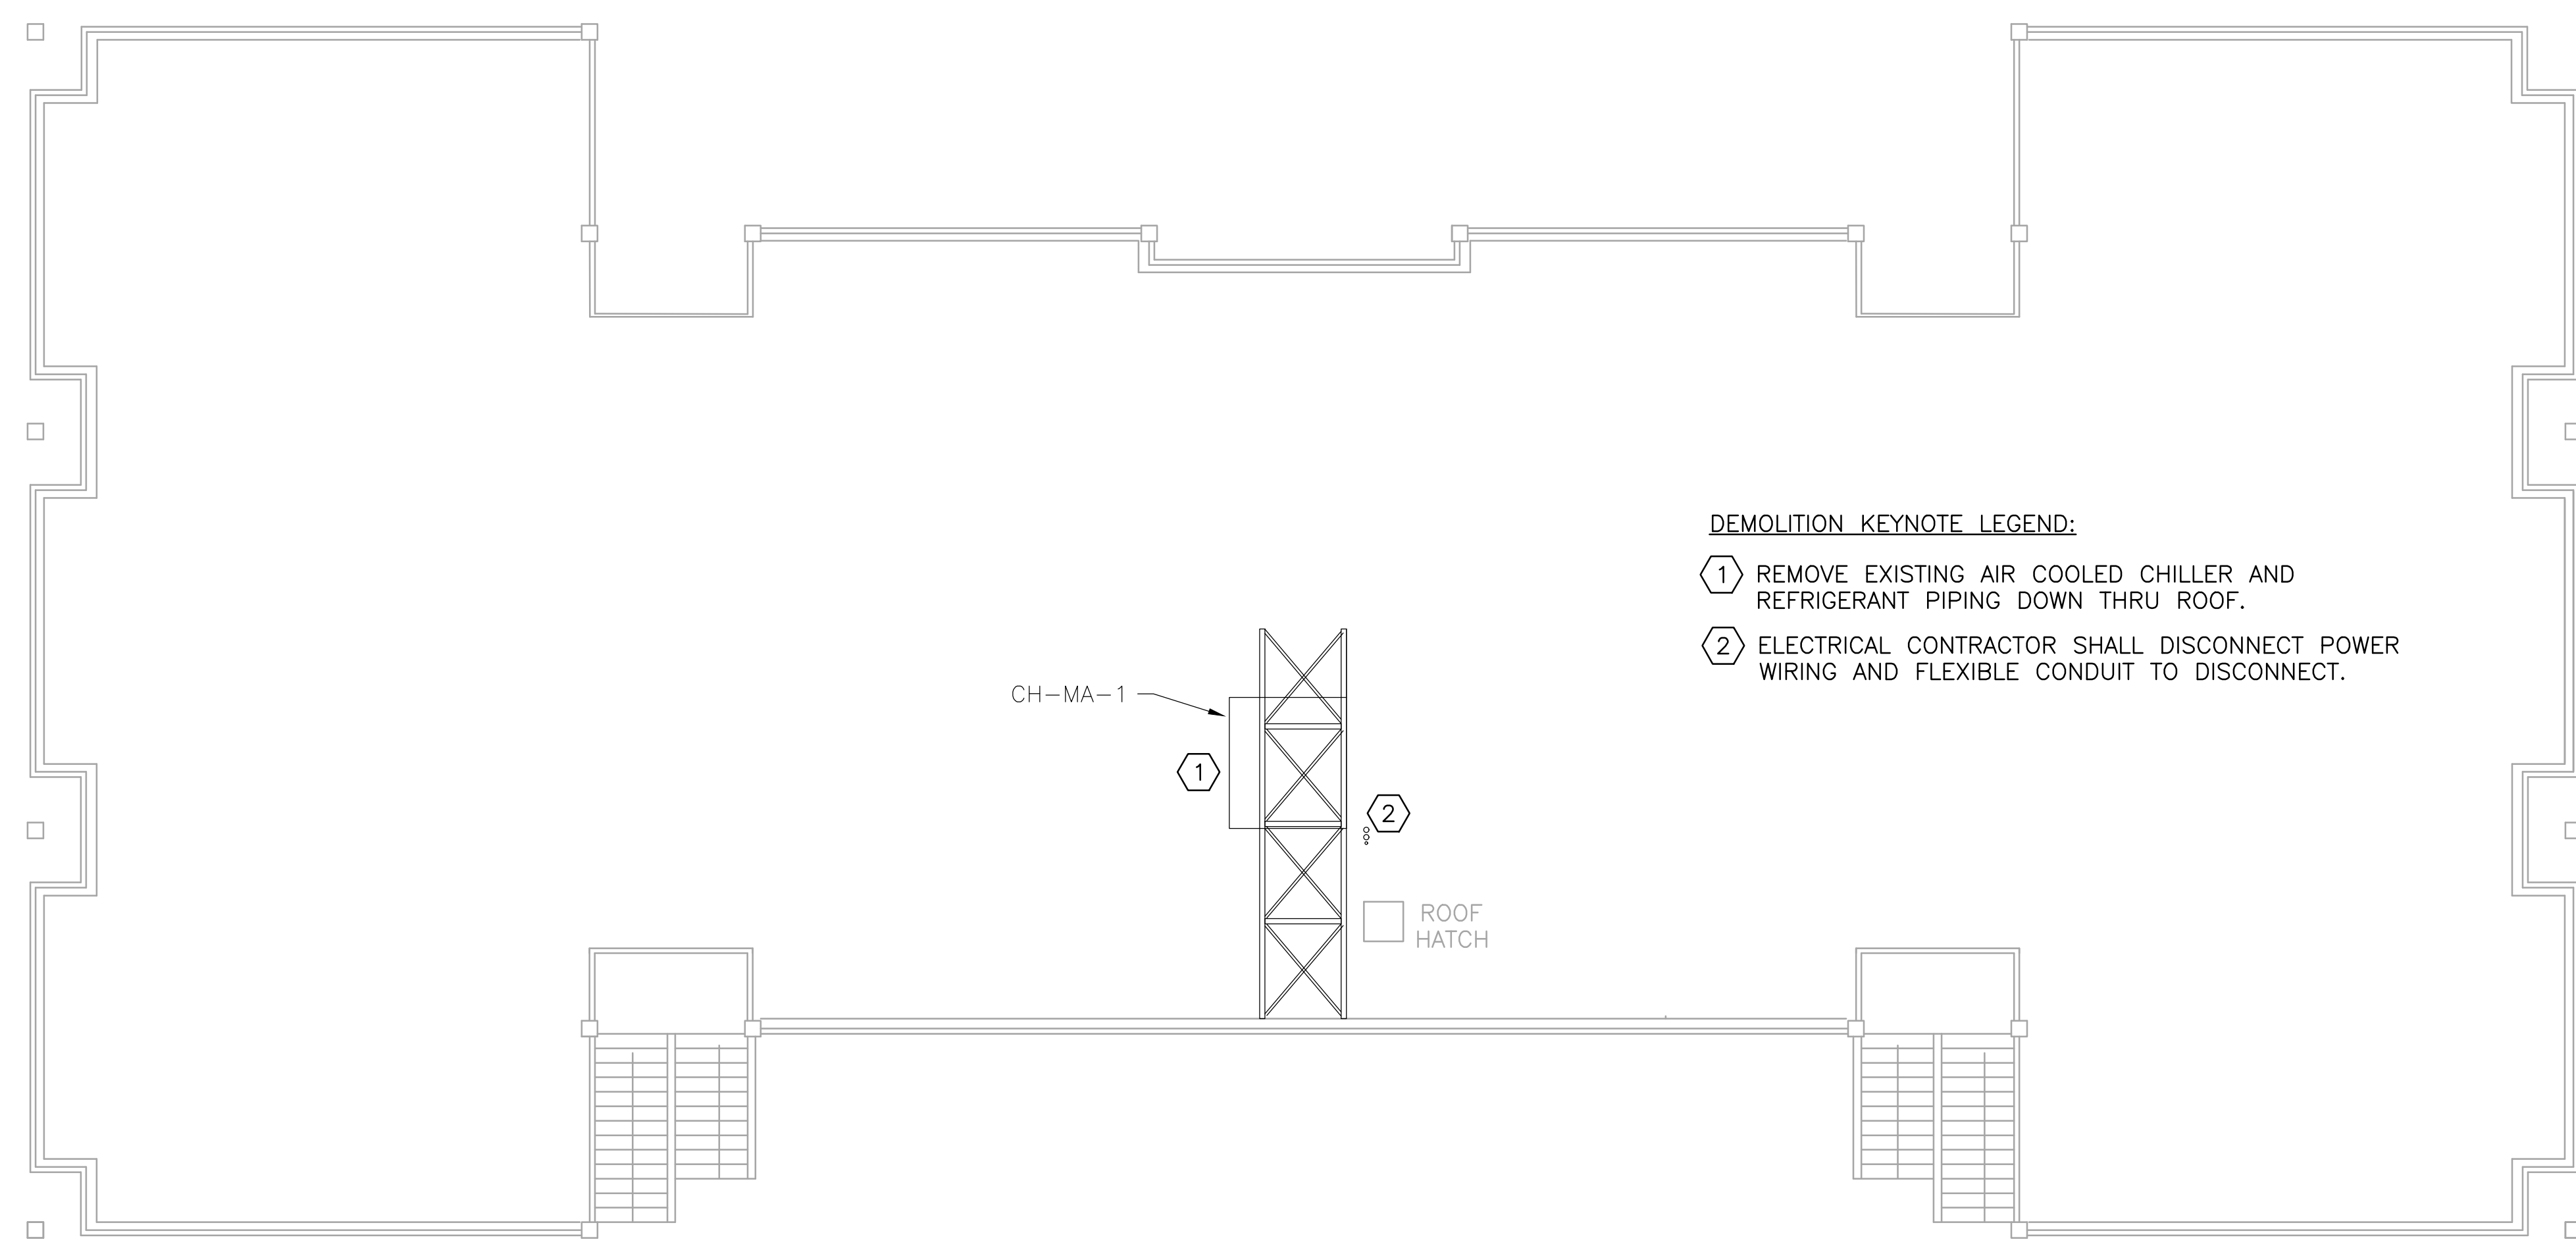 DEMOLITION KEYNOTE LEGEND:
1 REMOVE EXISTING AIR COOLED CHILLER AND
REFRIGERANT PIPING DOWN THRU ROOF.
2 ELECTRICAL CONTRACTOR SHALL DISCONNECT POWER
WIRING AND FLEXIBLE CONDUIT TO DISCONNECT.
CH-MA-1
1
2
ROOF
HATCH